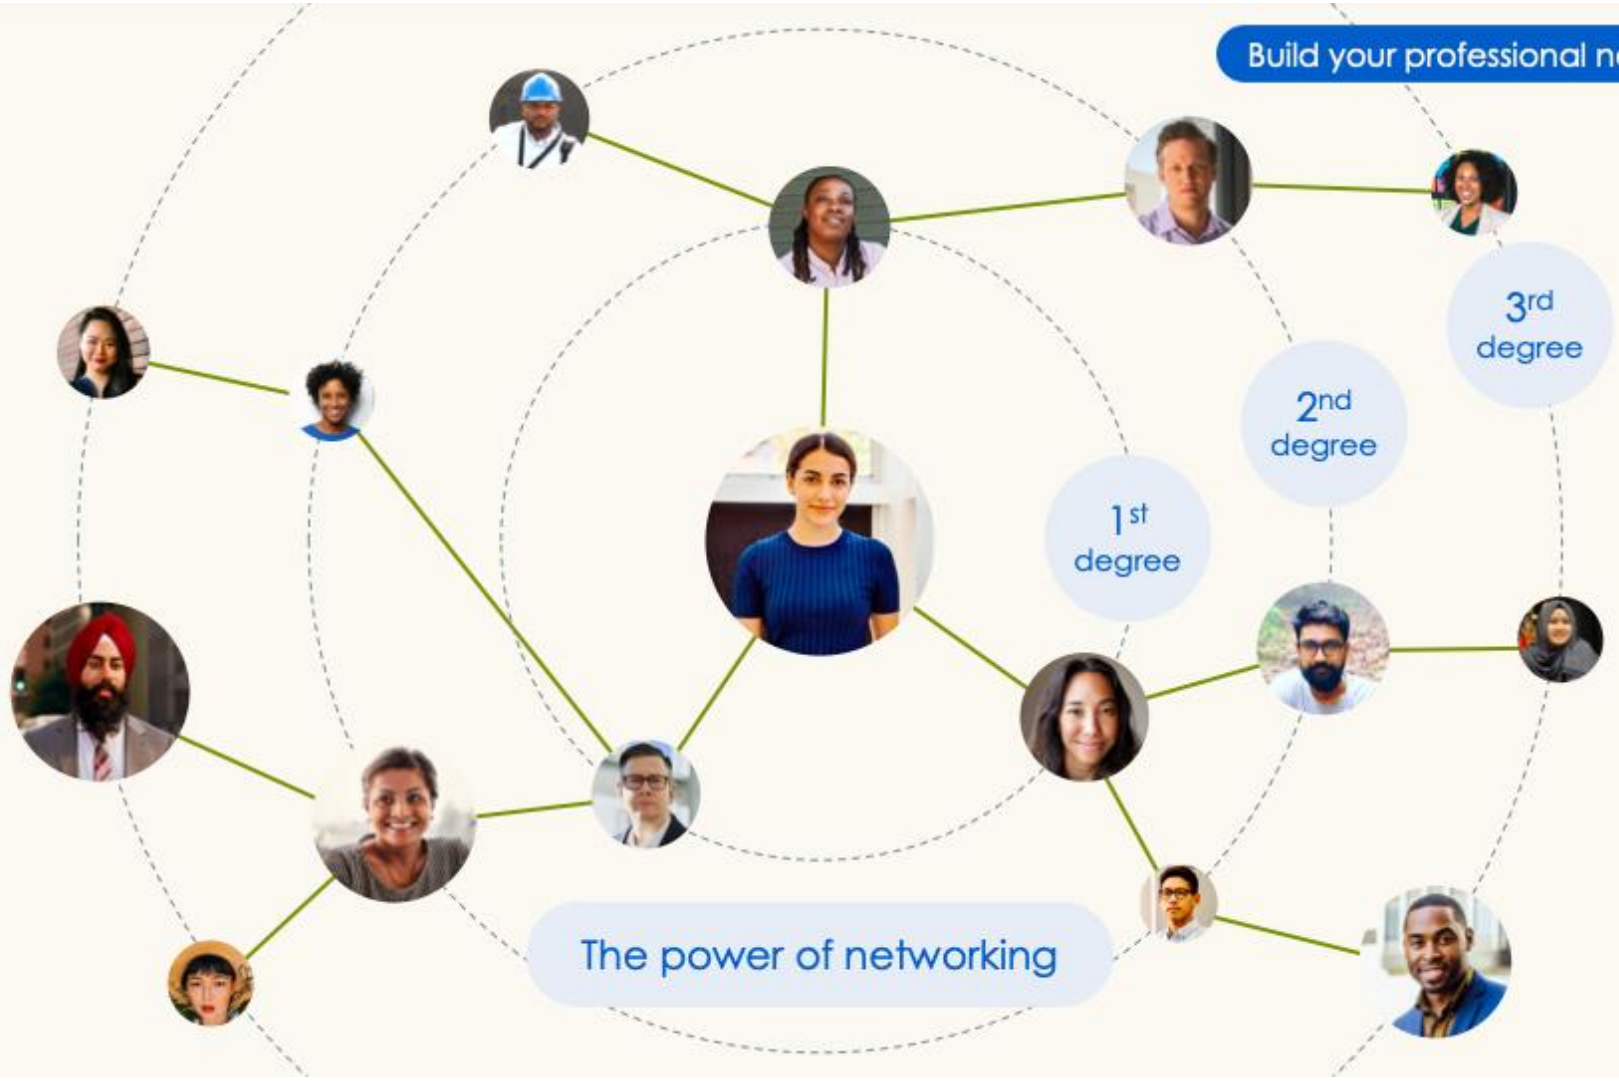 Build your professional
3rd
degree
2nd
degree
1st
degree
The power of networking